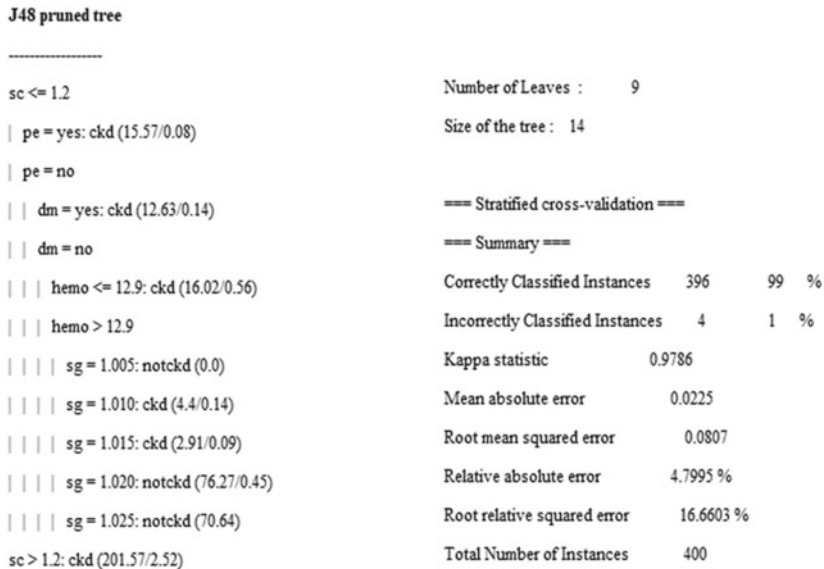 J48 pruned tree
------------------
sc <= 1.2
| pe = yes: ckd (15.57/0.08)
| pe = no
| | dm = yes: ckd (12.63/0.14)
| | dm = no
| | | hemo <= 12.9: ckd (16.02/0.56)
| | | hemo > 12.9
| | | | sg = 1.005: notckd (0.0)
| | | | sg = 1.010: ckd (4.4/0.14)
| | | | sg = 1.015: ckd (2.91/0.09)
| | | | sg = 1.020: notckd (76.27/0.45)
| | | | sg = 1.025: notckd (70.64)
sc > 1.2: ckd (201.57/2.52)
Number of Leaves : 9
Size of the tree : 14
=== Stratified cross-validation ===
=== Summary ===
Correctly Classified Instances 396 99 %
Incorrectly Classified Instances 4 1 %
Kappa statistic 0.9786
Mean absolute error 0.0225
Root mean squared error 0.0807
Relative absolute error 4.7995 %
Root relative squared error 16.6603 %
Total Number of Instances 400